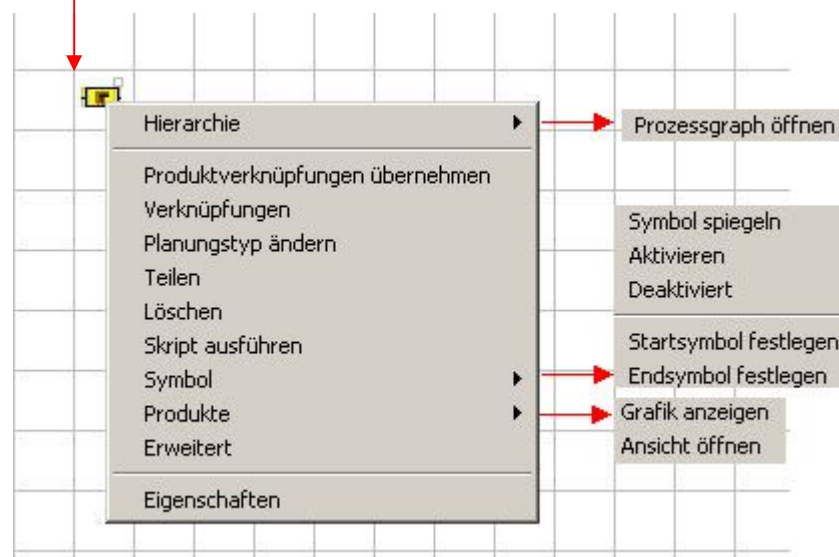 Hierarchie
Prozessgraph öffnen
Produktverknüpfungen übernehmen
Verknüpfungen
Planungstyp ändern
Teilen
Löschen
Skript ausführen
Symbol
Produkte
Erweitert
Eigenschaften
Symbol spiegeln
Aktivieren
Deaktiviert
Startsymbol festlegen
Endsymbol festlegen
Grafik anzeigen
Ansicht öffnen